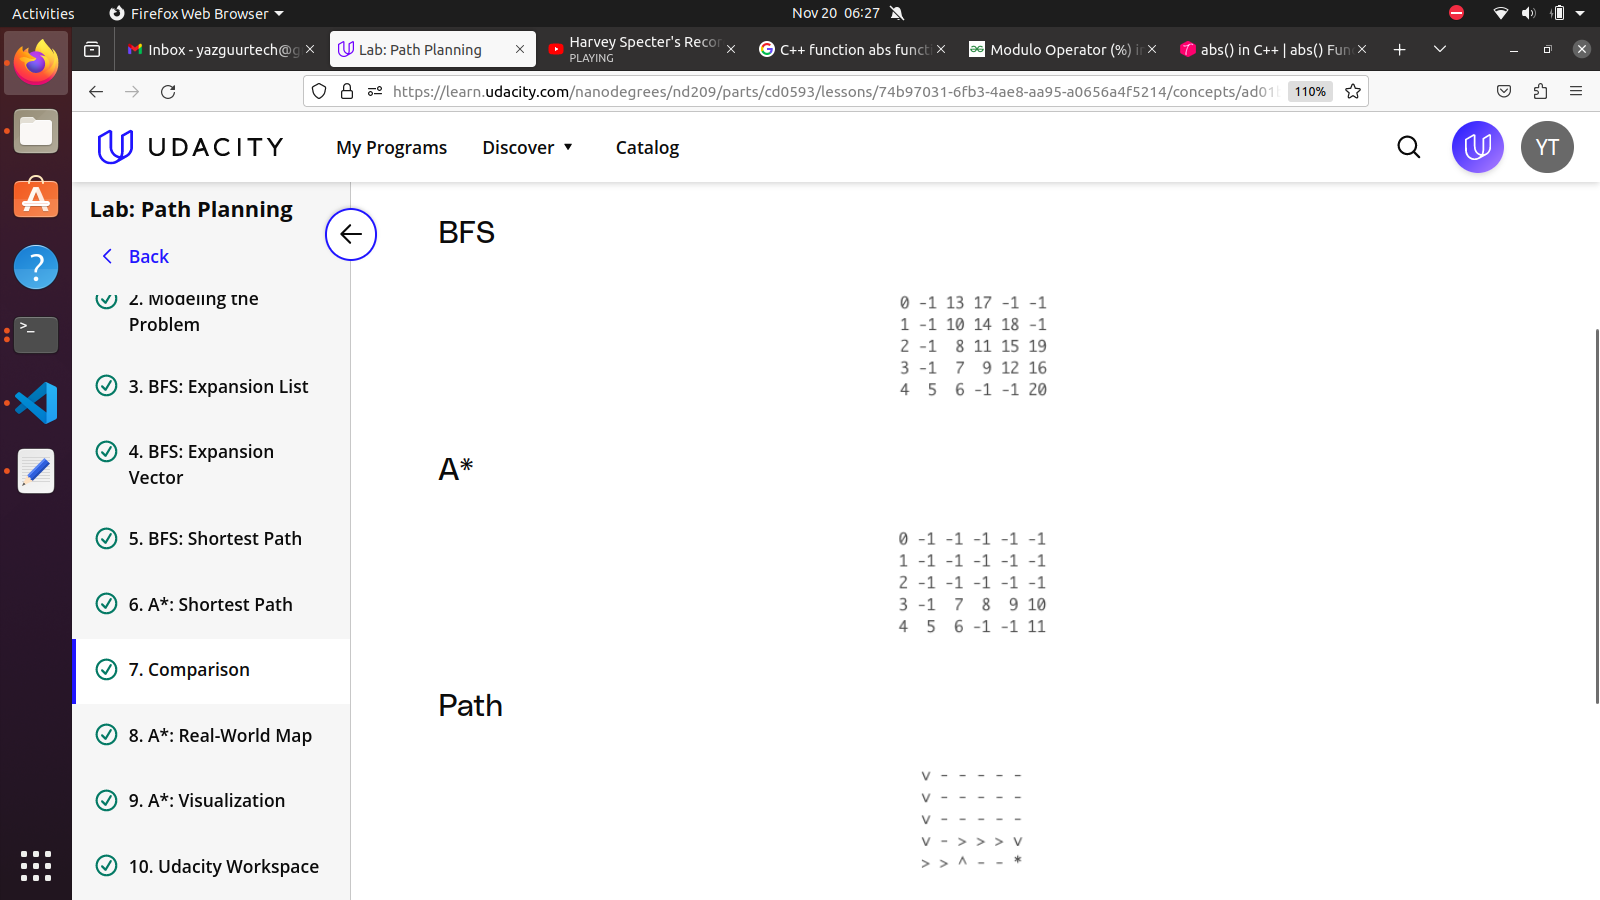 Activities
Firefox Web Browser
Nov 20 06:27
Inbox - yazguurtech@g
Lab: Path Planning
Harvey Specter's Recor
PLAYING
C++ function abs functi
Modulo Operator (%) in
abs() in C++ | abs() Fun
https://learn.udacity.com/nanodegrees/nd209/parts/cd0593/lessons/74b97031-6fb3-4ae8-aa95-a0656a4f5214/concepts/ad01
110%
UDACITY
My Programs
Discover
Catalog
YT
Lab: Path Planning
Back
2. Modeling the
Problem
3. BFS: Expansion List
4. BFS: Expansion
Vector
5. BFS: Shortest Path
6. A*: Shortest Path
7. Comparison
8. A*: Real-World Map
9. A*: Visualization
10. Udacity Workspace
BFS
0 -1 13 17 -1 -1
1 -1 10 14 18 -1
2 -1 8 11 15 19
3 -1 7 9 12 16
4 5 6 -1 -1 20
A*
0 -1 -1 -1 -1 -1
1 -1 -1 -1 -1 -1
2 -1 -1 -1 -1 -1
3 -1 7 8 9 10
4 5 6 -1 -1 11
Path
v - - - - -
v - - - - -
v - - - - -
v - > > > v
> > ^ - - *